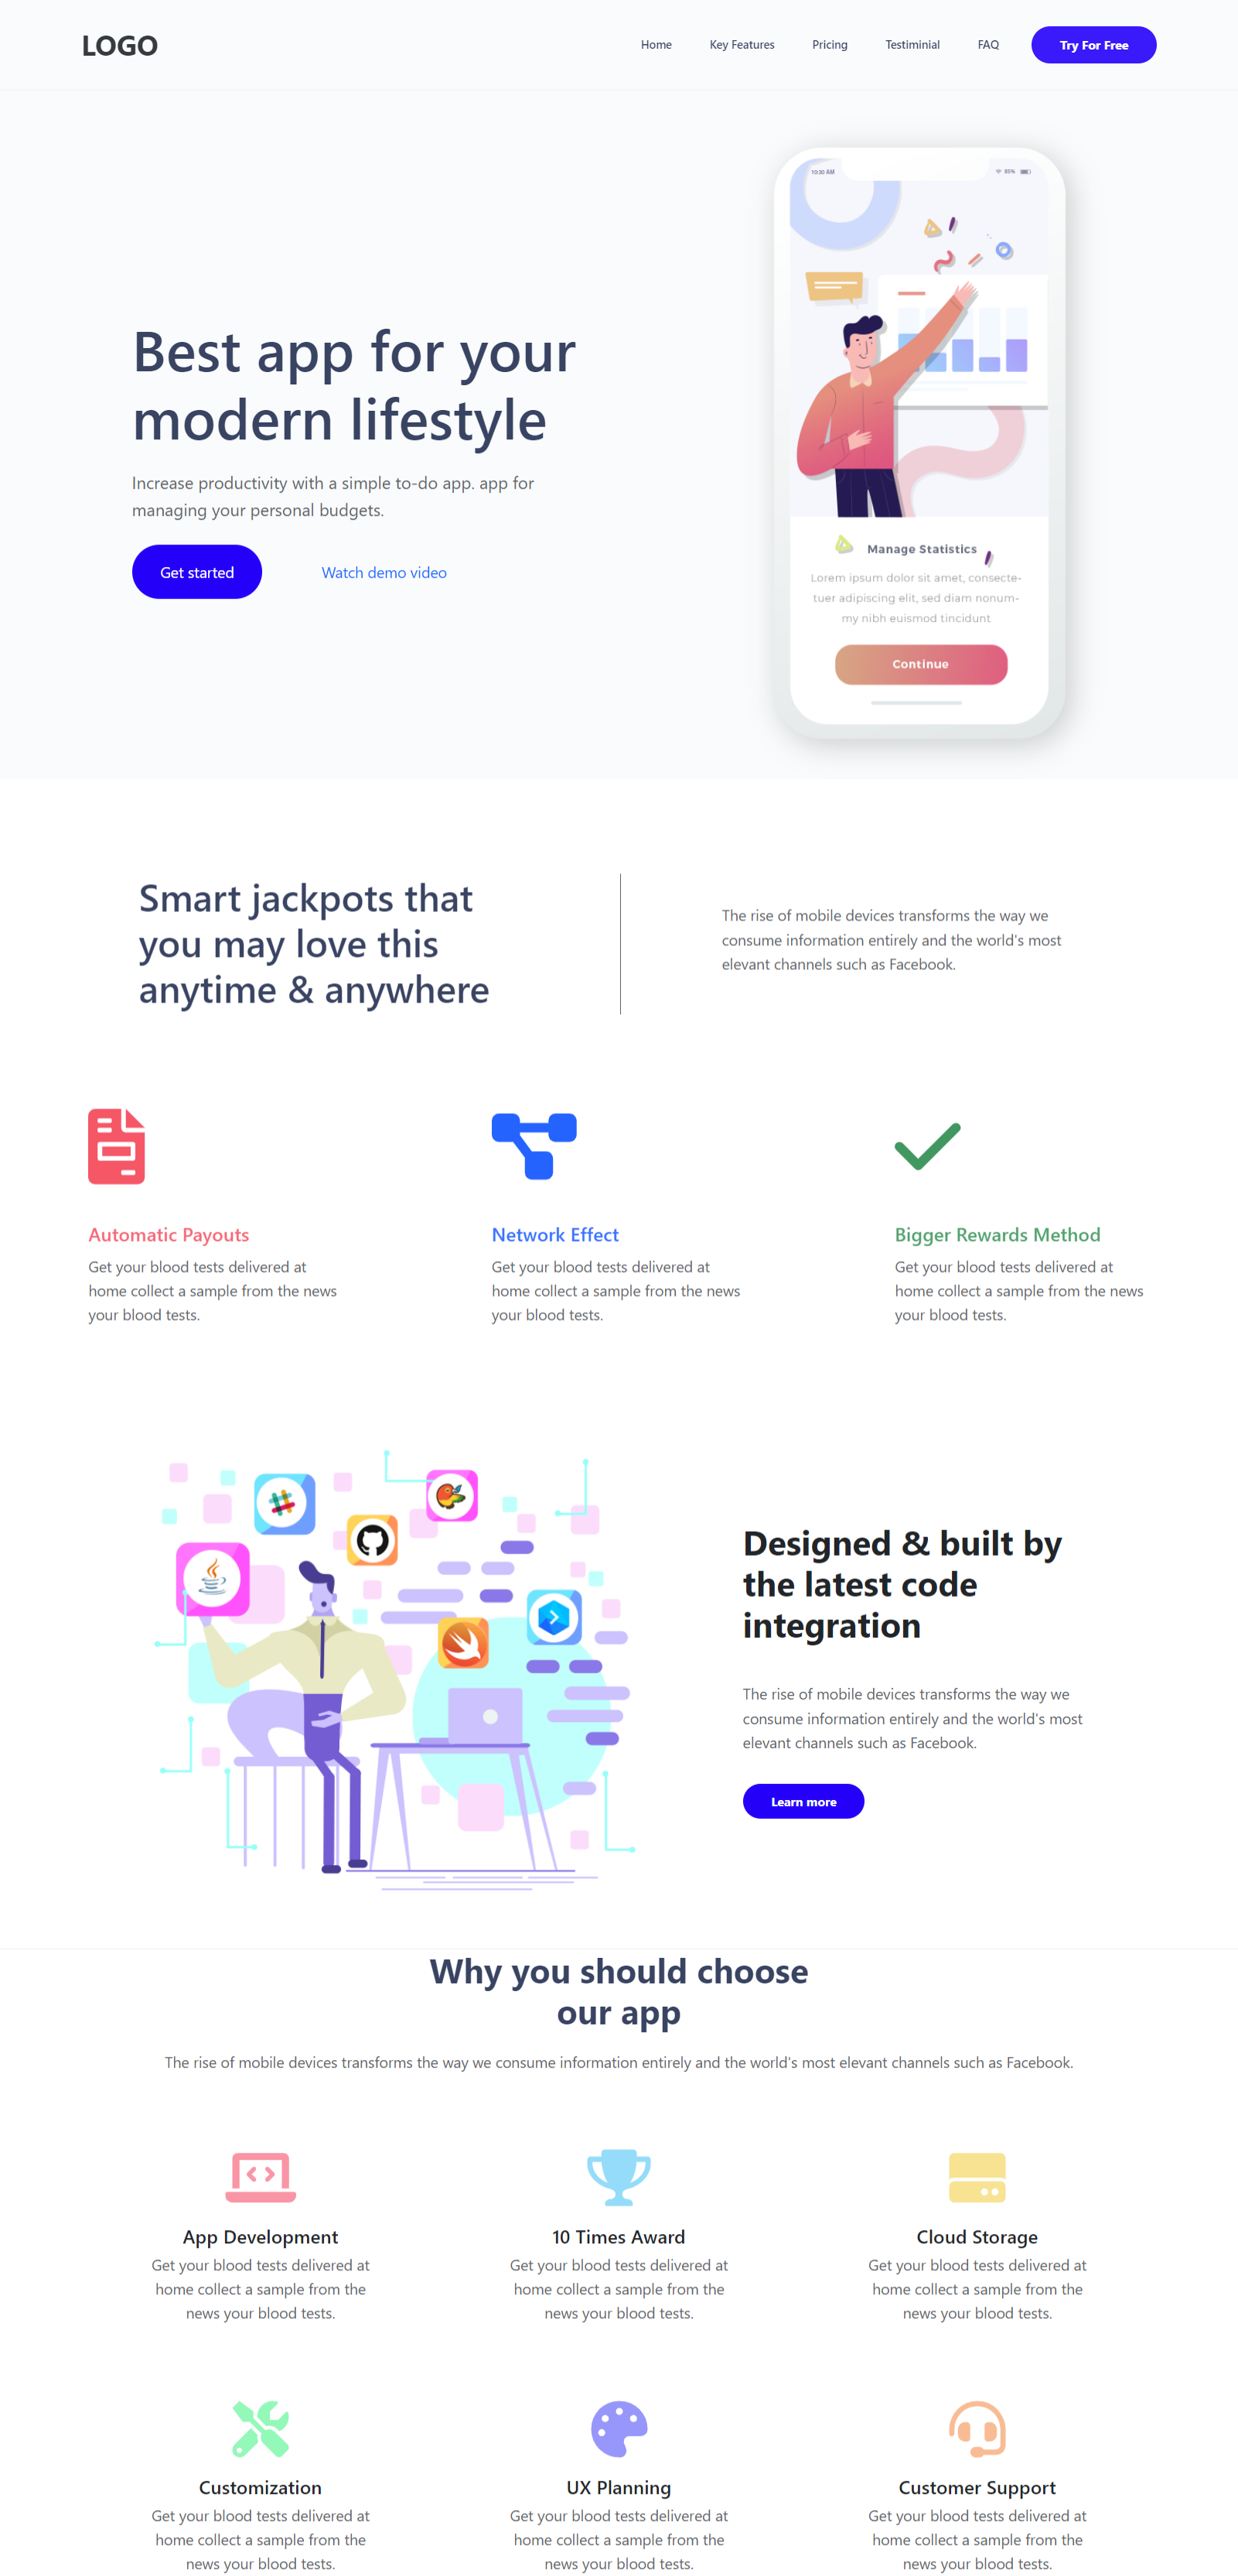 LOGO
Home
Key Features
Pricing
Testiminial
FAQ
Try For Free
Best app for your
modern lifestyle
Increase productivity with a simple to-do app. app for
managing your personal budgets.
Get started
Watch demo video
10:30 AM
85%
Manage Statistics
Lorem ipsum dolor sit amet, consecte-
tuer adipiscing elit, sed diam nonum-
my nibh euismod tincidunt
Continue
Smart jackpots that
you may love this
anytime & anywhere
The rise of mobile devices transforms the way we
consume information entirely and the world's most
elevant channels such as Facebook.
Automatic Payouts
Get your blood tests delivered at
home collect a sample from the news
your blood tests.
Network Effect
Get your blood tests delivered at
home collect a sample from the news
your blood tests.
Bigger Rewards Method
Get your blood tests delivered at
home collect a sample from the news
your blood tests.
Designed & built by
the latest code
integration
The rise of mobile devices transforms the way we
consume information entirely and the world's most
elevant channels such as Facebook.
Learn more
Why you should choose
our app
The rise of mobile devices transforms the way we consume information entirely and the world's most elevant channels such as Facebook.
App Development
Get your blood tests delivered at
home collect a sample from the
news your blood tests.
10 Times Award
Get your blood tests delivered at
home collect a sample from the
news your blood tests.
Cloud Storage
Get your blood tests delivered at
home collect a sample from the
news your blood tests.
Customization
Get your blood tests delivered at
home collect a sample from the
news your blood tests.
UX Planning
Get your blood tests delivered at
home collect a sample from the
news your blood tests.
Customer Support
Get your blood tests delivered at
home collect a sample from the
news your blood tests.